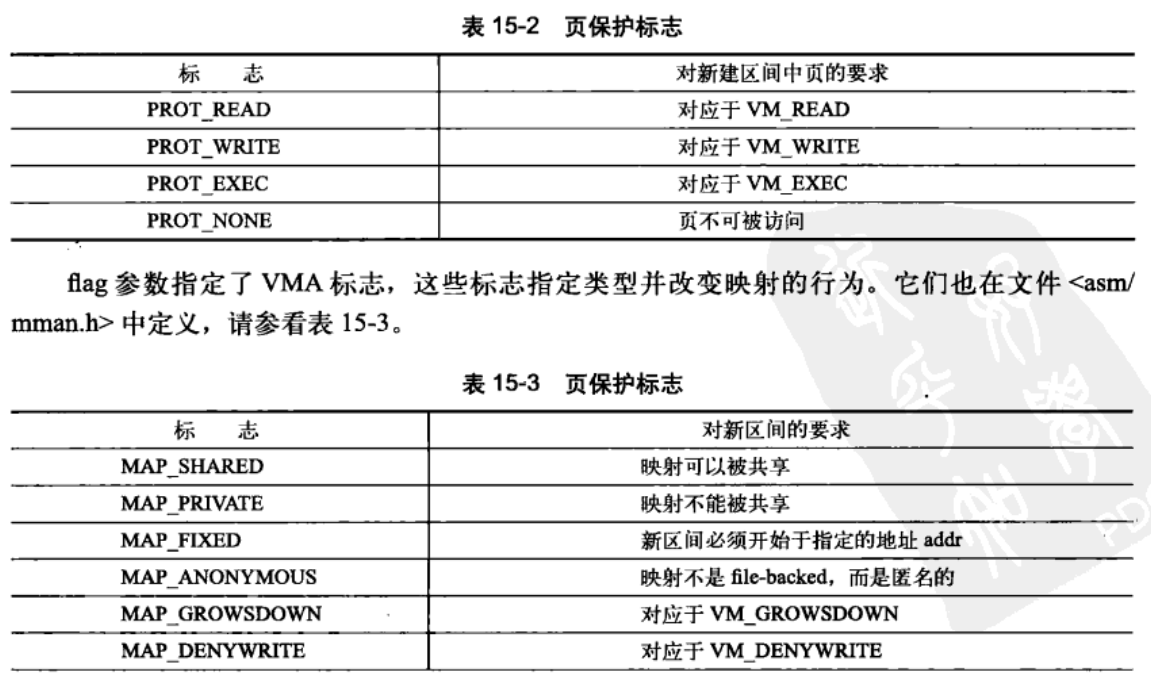 表 15-2 页保护标志
标 志 对新建区间中页的要求
PROT_READ 对应于 VM_READ
PROT_WRITE 对应于 VM_WRITE
PROT_EXEC 对应于 VM_EXEC
PROT_NONE 页不可被访问
flag 参数指定了 VMA 标志，这些标志指定类型并改变映射的行为。它们也在文件 <asm/
mman.h> 中定义，请参看表 15-3。
表 15-3 页保护标志
标 志 对新区间的要求
MAP_SHARED 映射可以被共享
MAP_PRIVATE 映射不能被共享
MAP_FIXED 新区间必须开始于指定的地址 addr
MAP_ANONYMOUS 映射不是 file-backed，而是匿名的
MAP_GROWSDOWN 对应于 VM_GROWSDOWN
MAP_DENYWRITE 对应于 VM_DENYWRITE